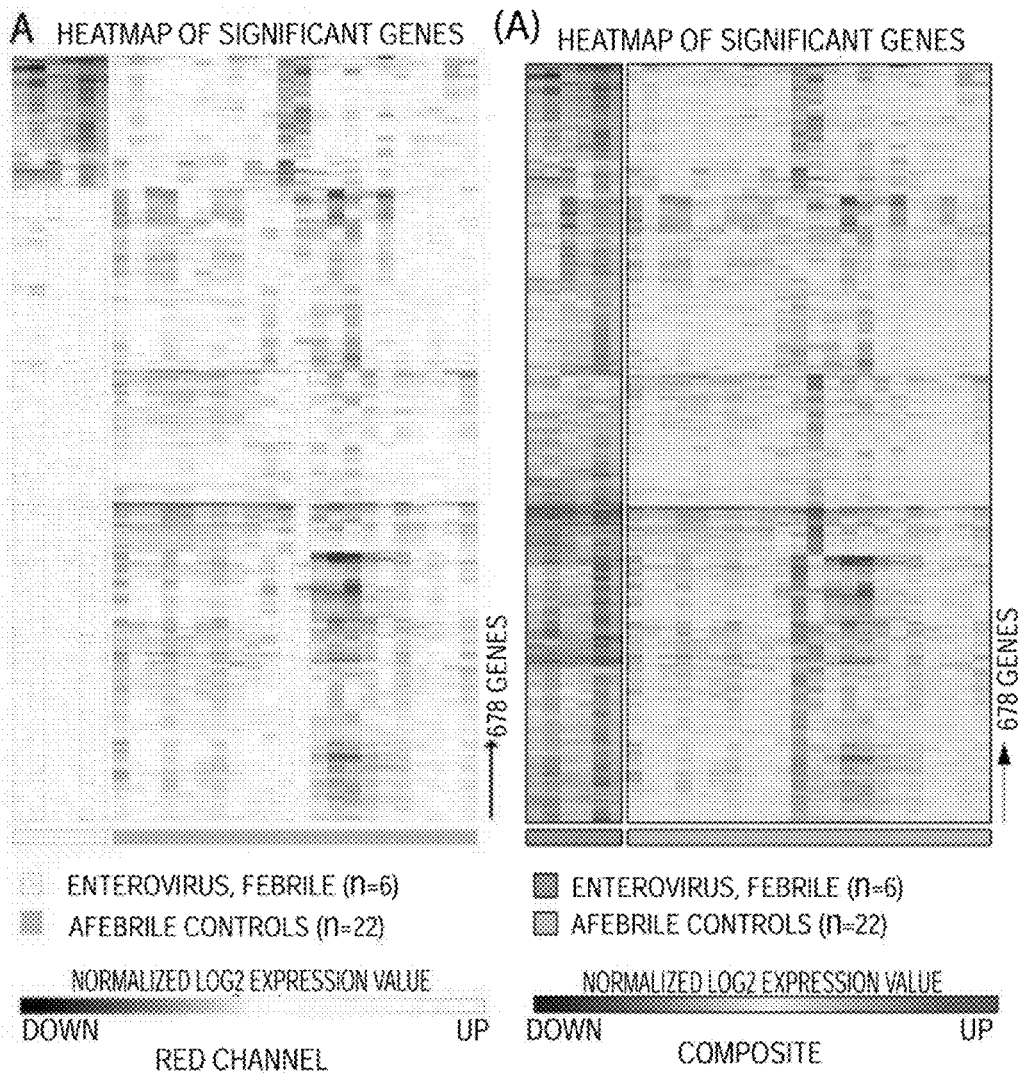 A HEATMAP OF SIGNIFICANT GENES
678 GENES
ENTEROVIRUS, FEBRILE (n=6)
AFEBRILE CONTROLS (n=22)
NORMALIZED LOG2 EXPRESSION VALUE
DOWN UP
RED CHANNEL
(A) HEATMAP OF SIGNIFICANT GENES
678 GENES
ENTEROVIRUS, FEBRILE (n=6)
AFEBRILE CONTROLS (n=22)
NORMALIZED LOG2 EXPRESSION VALUE
DOWN UP
COMPOSITE